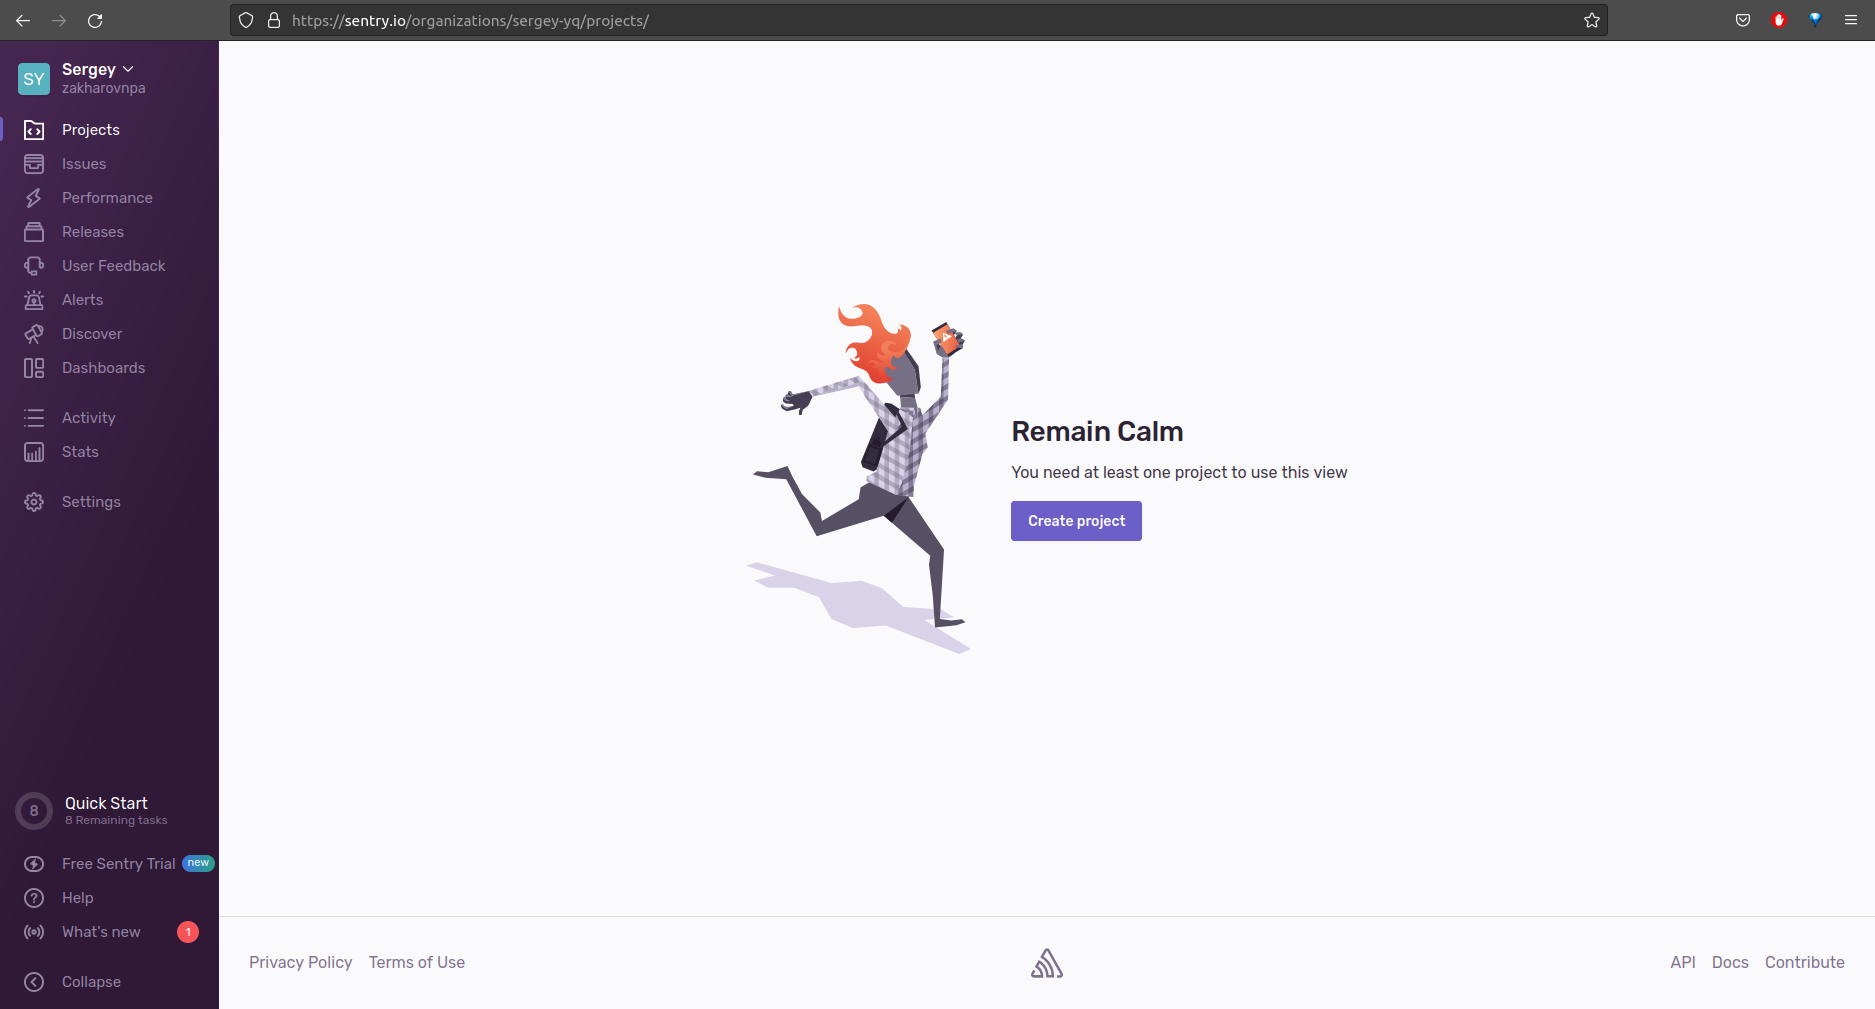 https://sentry.io/organizations/sergey-yq/projects/
SY
Sergey
zakharovnpa
Projects
Issues
Performance
Releases
User Feedback
Alerts
Discover
Dashboards
Activity
Stats
Settings
Remain Calm
You need at least one project to use this view
Create project
8
Quick Start
8 Remaining tasks
Free Sentry Trial new
Help
What's new 1
Collapse
Privacy Policy Terms of Use
API Docs Contribute